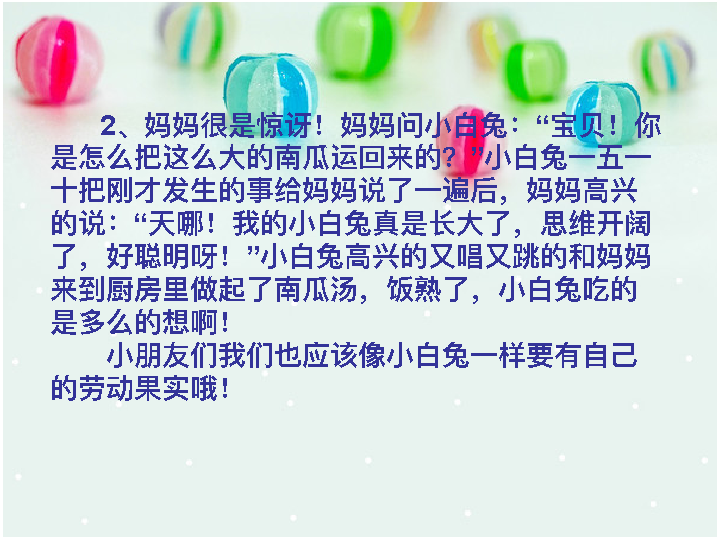 2、妈妈很是惊讶！妈妈问小白兔：“宝贝！你
是怎么把这么大的南瓜运回来的？”小白兔一五一
十把刚才发生的事给妈妈说了一遍后，妈妈高兴
的说：“天哪！我的小白兔真是长大了，思维开阔
了，好聪明呀！”小白兔高兴的又唱又跳的和妈妈
来到厨房里做起了南瓜汤，饭熟了，小白兔吃的
是多么的想啊！
小朋友们我们也应该像小白兔一样要有自己
的劳动果实哦！